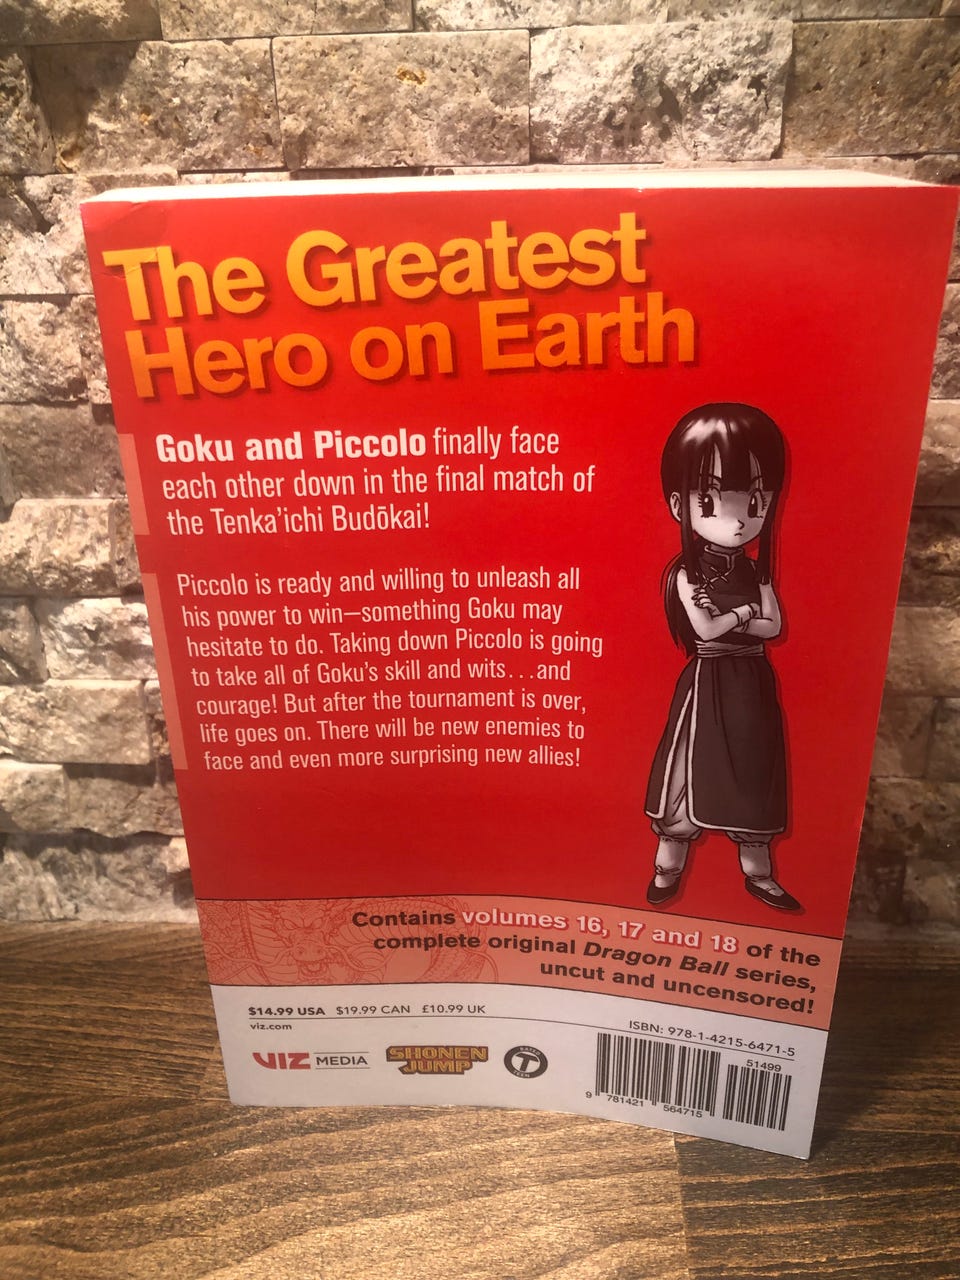 The Greatest
Hero on Earth
Goku and Piccolo finally face
each other down in the final match of
the Tenka'ichi Budōkai!
Piccolo is ready and willing to unleash all
his power to win—something Goku may
hesitate to do. Taking down Piccolo is going
to take all of Goku's skill and wits...and
courage! But after the tournament is over,
life goes on. There will be new enemies to
face and even more surprising new allies!
Contains volumes 16, 17 and 18 of the
complete original Dragon Ball series,
uncut and uncensored!
$14.99 USA $19.99 CAN £10.99 UK
viz.com
VIZ MEDIA
SHONEN
JUMP
RATED
T
TEEN
ISBN: 978-1-4215-6471-5
51499
9 781421 564715